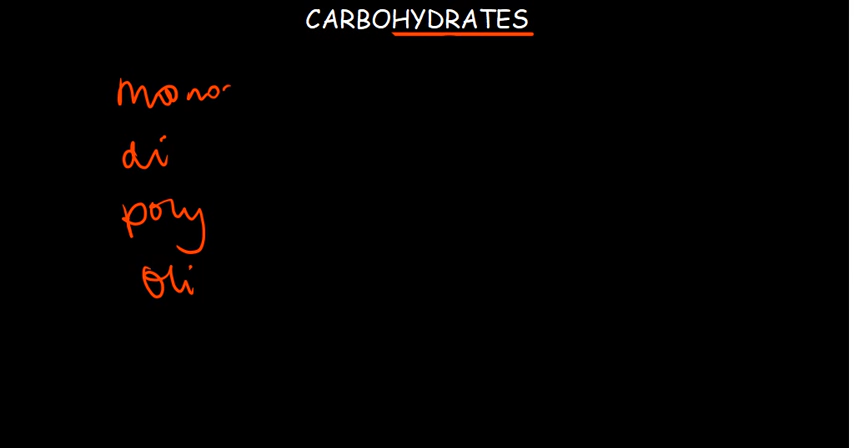 CARBOHYDRATES
mono
di
poly
oli